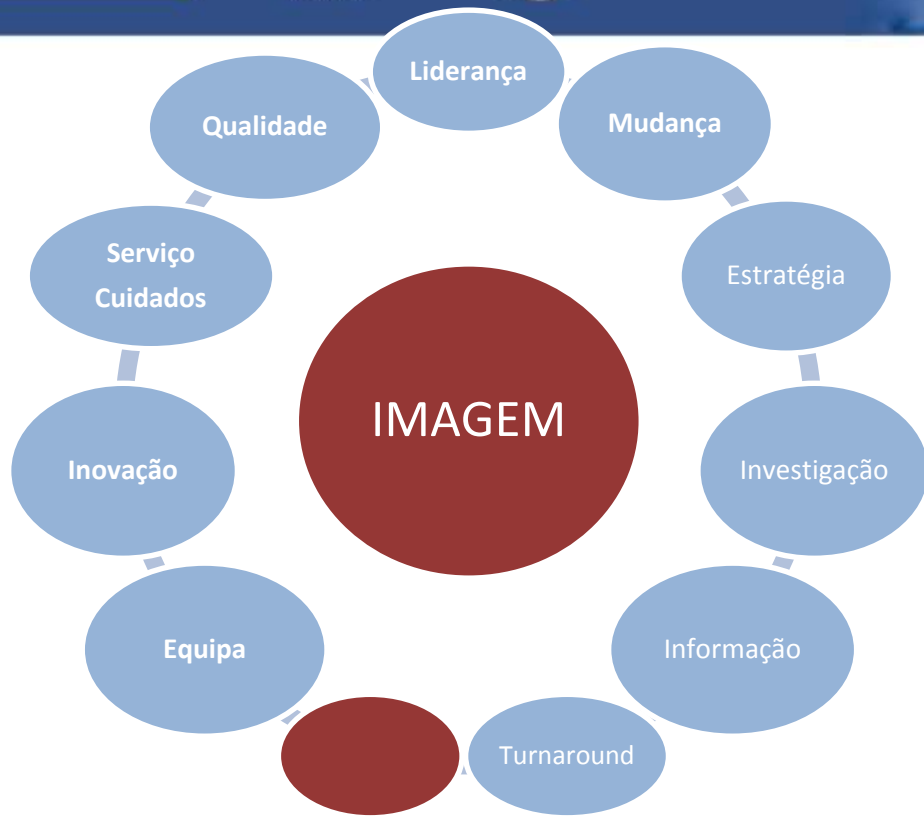 Liderança
Mudança
Qualidade
Serviço
Cuidados
Estratégia
IMAGEM
Inovação
Investigação
Equipa
Informação
Turnaround